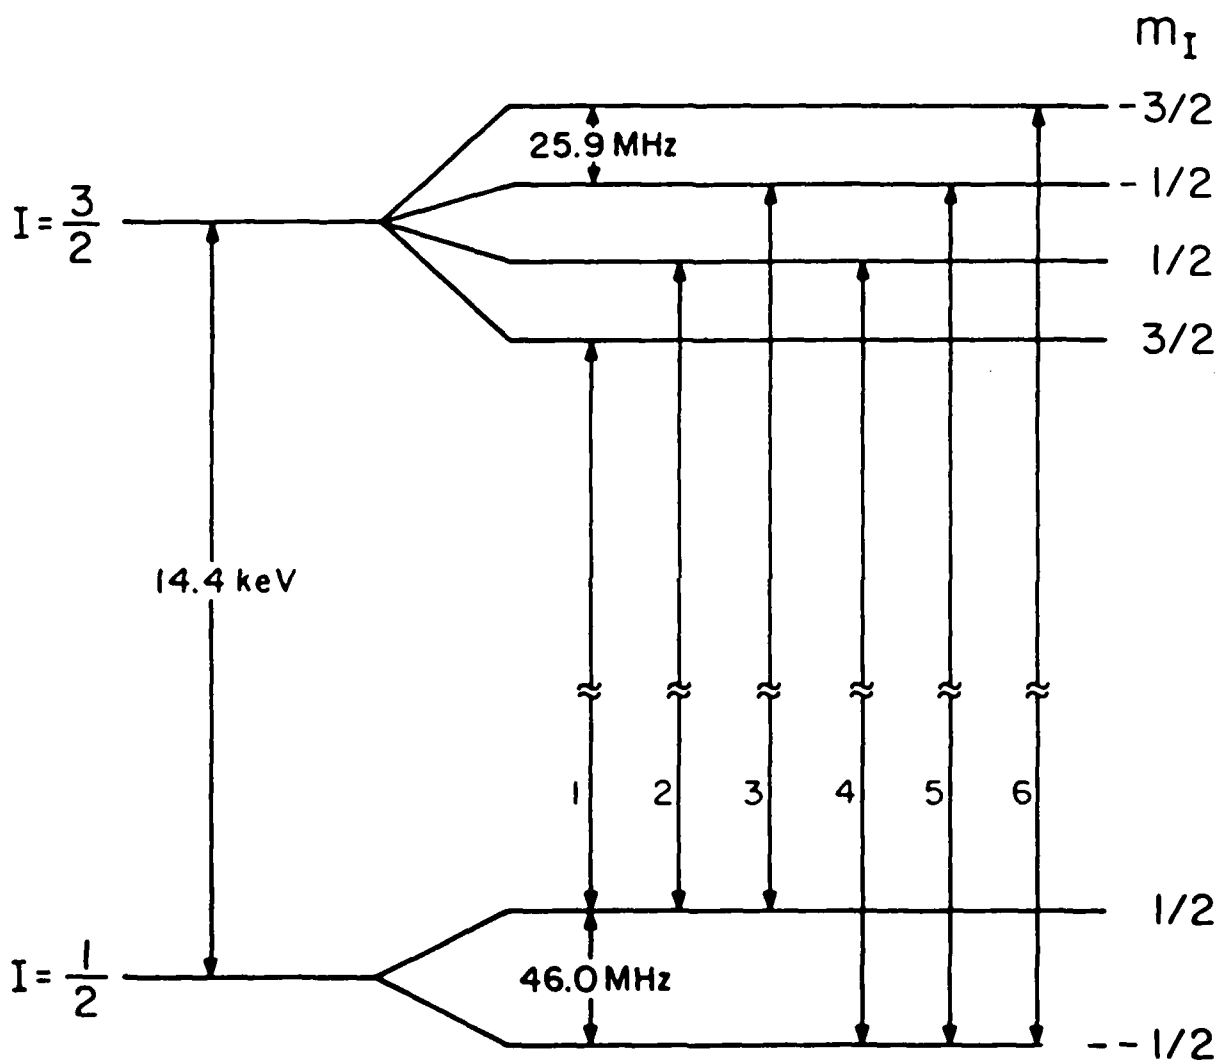 mI
- 3/2
25.9 MHz
- 1/2
I = 3/2
1/2
3/2
14.4 keV
1 2 3 4 5 6
1/2
I = 1/2
46.0 MHz
- 1/2